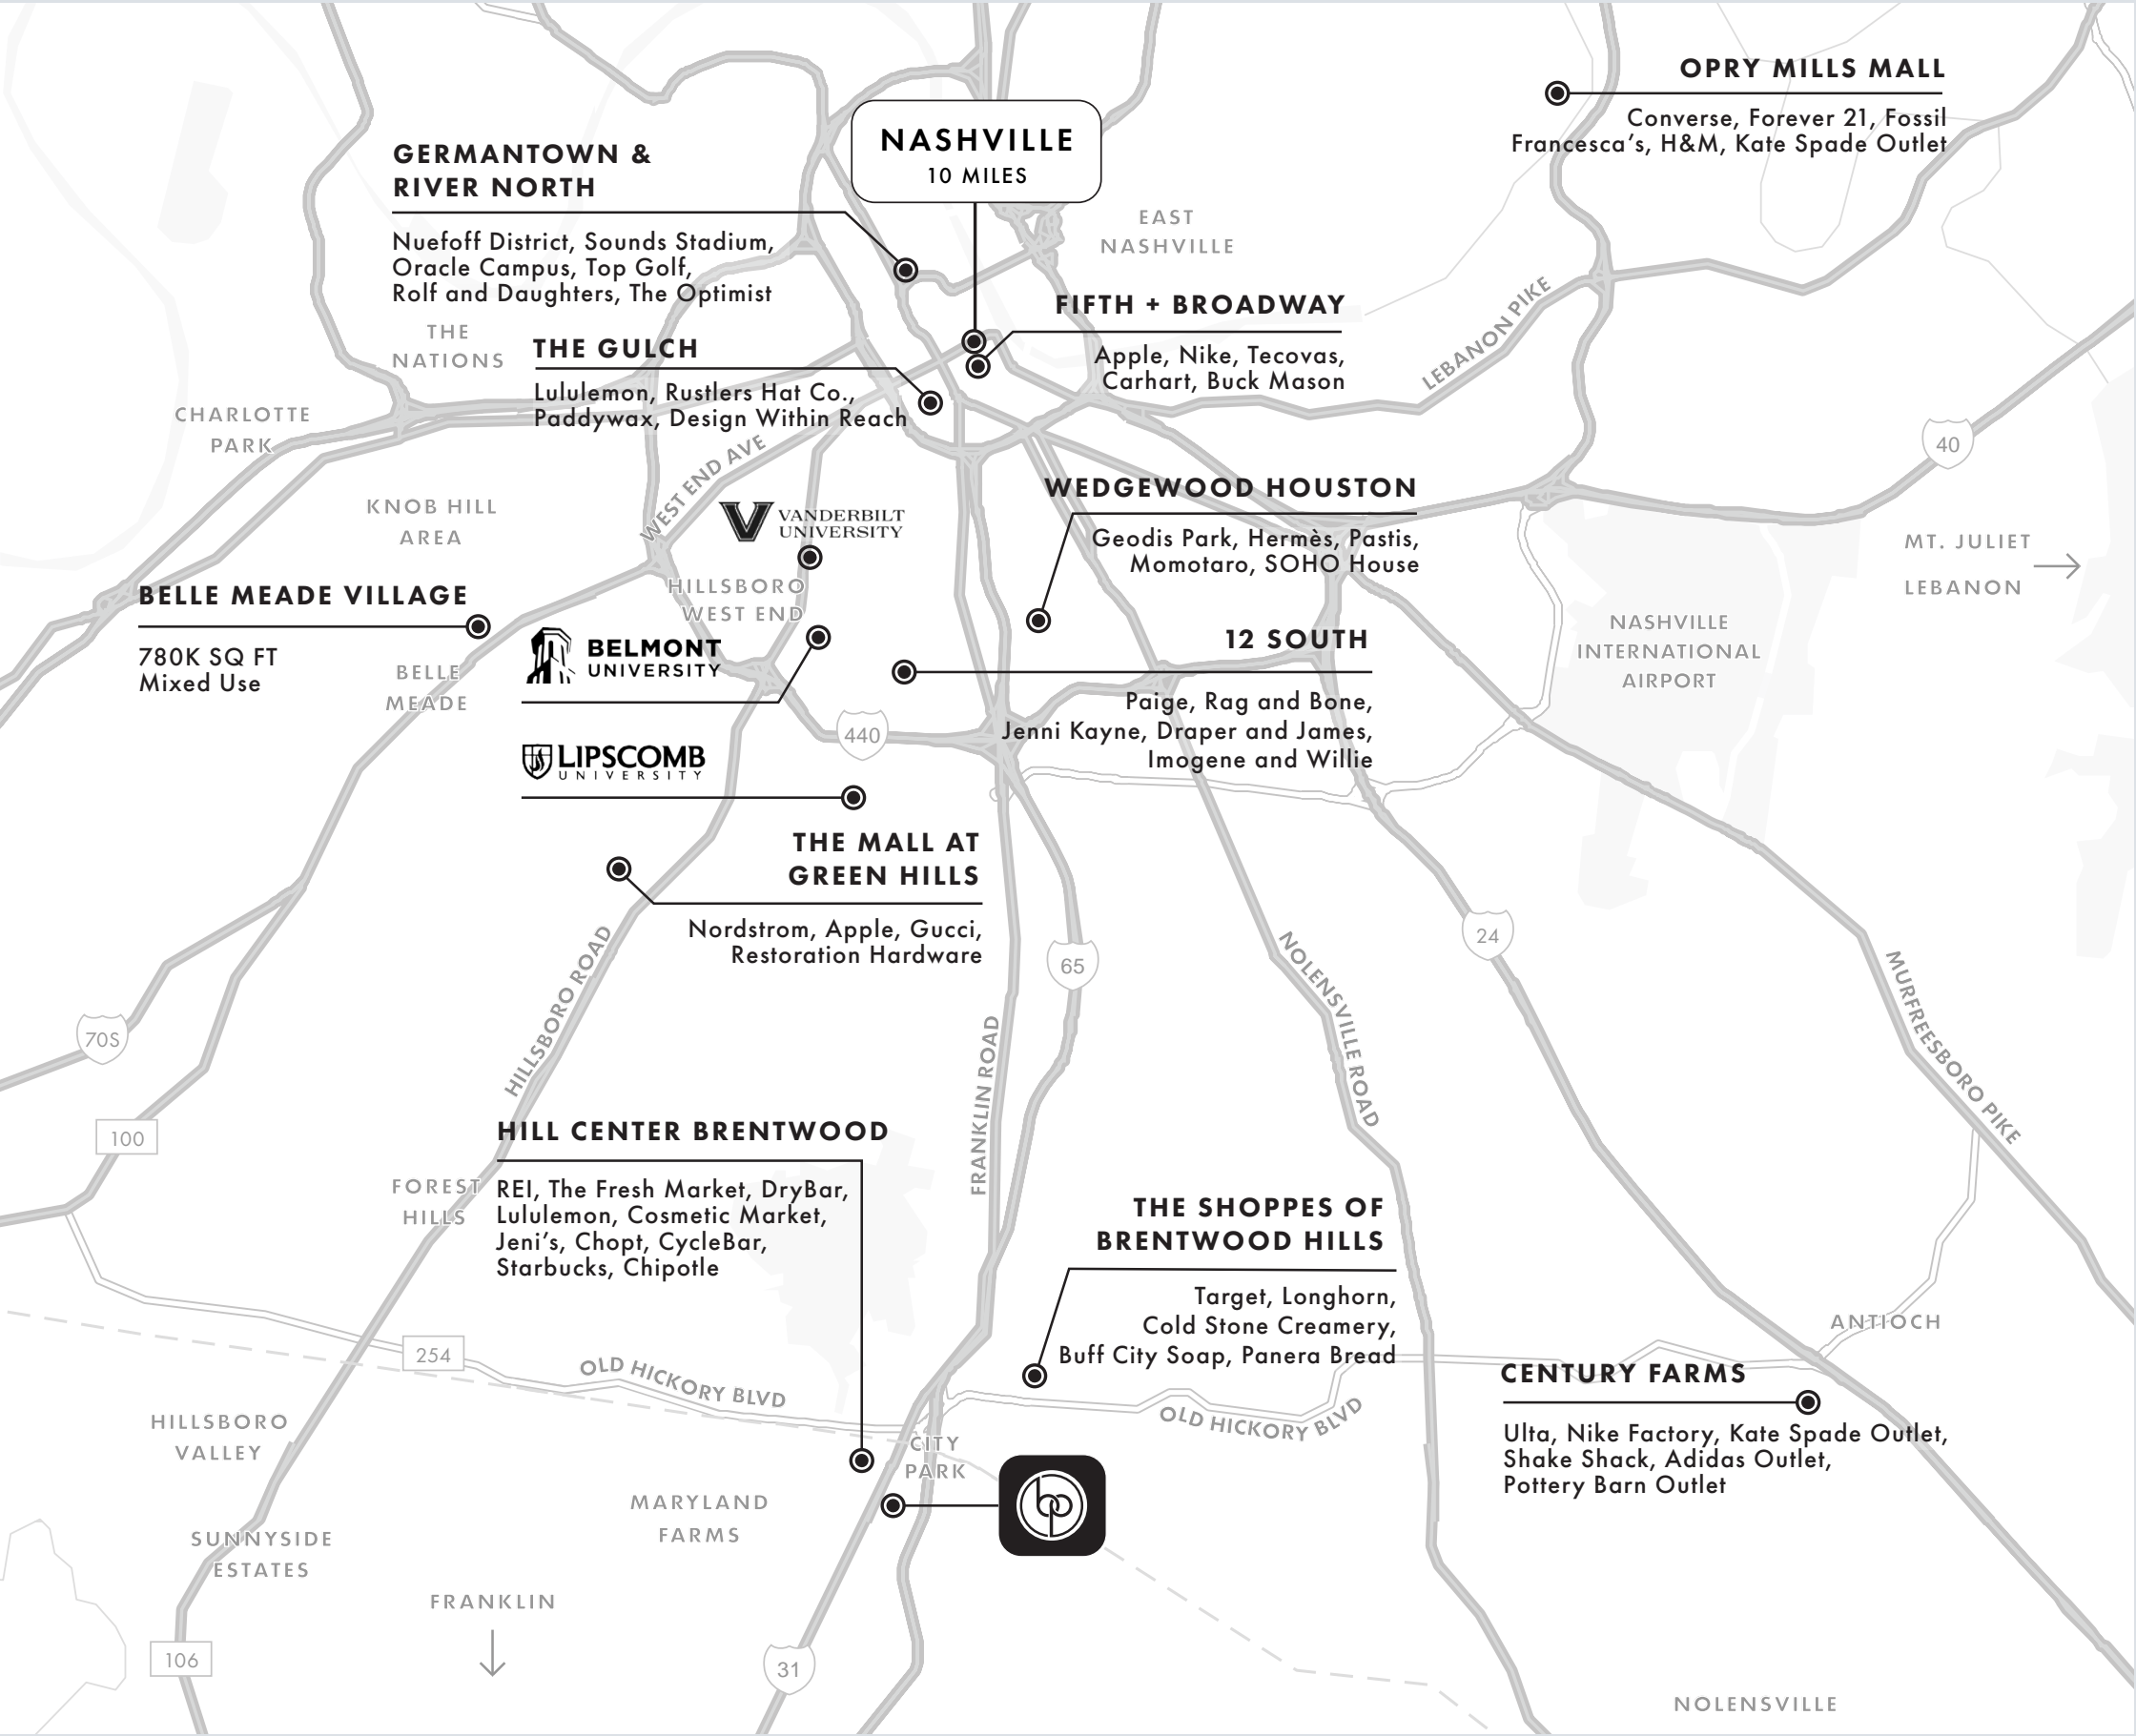 OPRY MILLS MALL
Converse, Forever 21, Fossil
Francesca's, H&M, Kate Spade Outlet
NASHVILLE
10 MILES
GERMANTOWN &
RIVER NORTH
Nuefoff District, Sounds Stadium,
Oracle Campus, Top Golf,
Rolf and Daughters, The Optimist
EAST
NASHVILLE
FIFTH + BROADWAY
Apple, Nike, Tecovas,
Carhart, Buck Mason
LEBANON PIKE
THE
NATIONS
THE GULCH
Lululemon, Rustlers Hat Co.,
Paddywax, Design Within Reach
CHARLOTTE
PARK
WEST END AVE
40
KNOB HILL
AREA
V VANDERBILT
UNIVERSITY
WEDGEWOOD HOUSTON
Geodis Park, Hermès, Pastis,
Momotaro, SOHO House
MT. JULIET
LEBANON
HILLSBORO
WEST END
BELLE MEADE VILLAGE
780K SQ FT
Mixed Use
BELLE
MEADE
BELMONT
UNIVERSITY
12 SOUTH
Paige, Rag and Bone,
Jenni Kayne, Draper and James,
Imogene and Willie
NASHVILLE
INTERNATIONAL
AIRPORT
440
LIPSCOMB
UNIVERSITY
THE MALL AT
GREEN HILLS
Nordstrom, Apple, Gucci,
Restoration Hardware
HILLSBORO ROAD
65
24
NOLENSVILLE ROAD
MURFREESBORO PIKE
70S
FRANKLIN ROAD
100
HILL CENTER BRENTWOOD
REI, The Fresh Market, DryBar,
Lululemon, Cosmetic Market,
Jeni's, Chopt, CycleBar,
Starbucks, Chipotle
FOREST
HILLS
THE SHOPPES OF
BRENTWOOD HILLS
Target, Longhorn,
Cold Stone Creamery,
Buff City Soap, Panera Bread
ANTIOCH
254
OLD HICKORY BLVD
OLD HICKORY BLVD
CENTURY FARMS
Ulta, Nike Factory, Kate Spade Outlet,
Shake Shack, Adidas Outlet,
Pottery Barn Outlet
HILLSBORO
VALLEY
CITY
PARK
bp
MARYLAND
FARMS
SUNNYSIDE
ESTATES
FRANKLIN
106
31
NOLENSVILLE